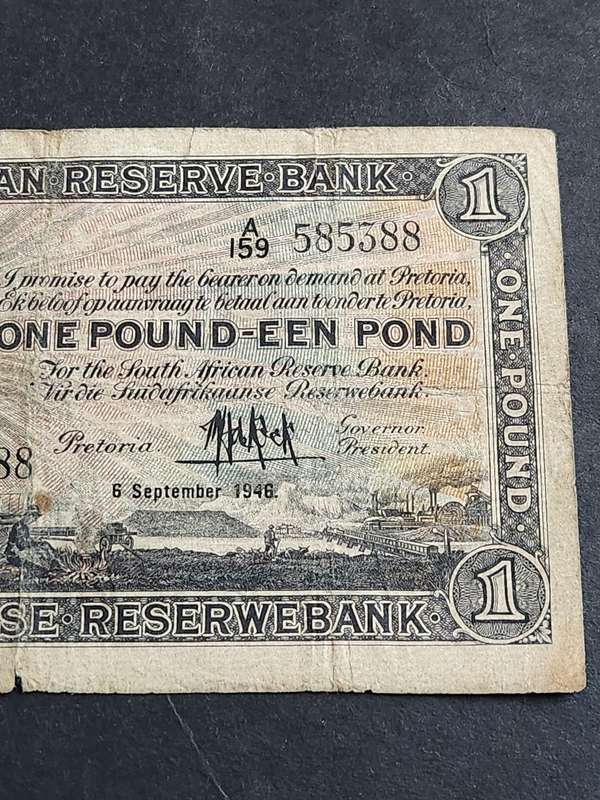 AN · RESERVE · BANK ·
1
A
159 585388
I promise to pay the bearer on demand at Pretoria,
Ek beloof op aanvraag te betaal aan toonder te Pretoria,
ONE POUND-EEN POND
For the South African Reserve Bank.
Vir die Suidafrikaanse Reserwebank.
Governor
Pretoria
President.
88
6 September 1946.
· ONE · POUND ·
SE · RESERWEBANK ·
1